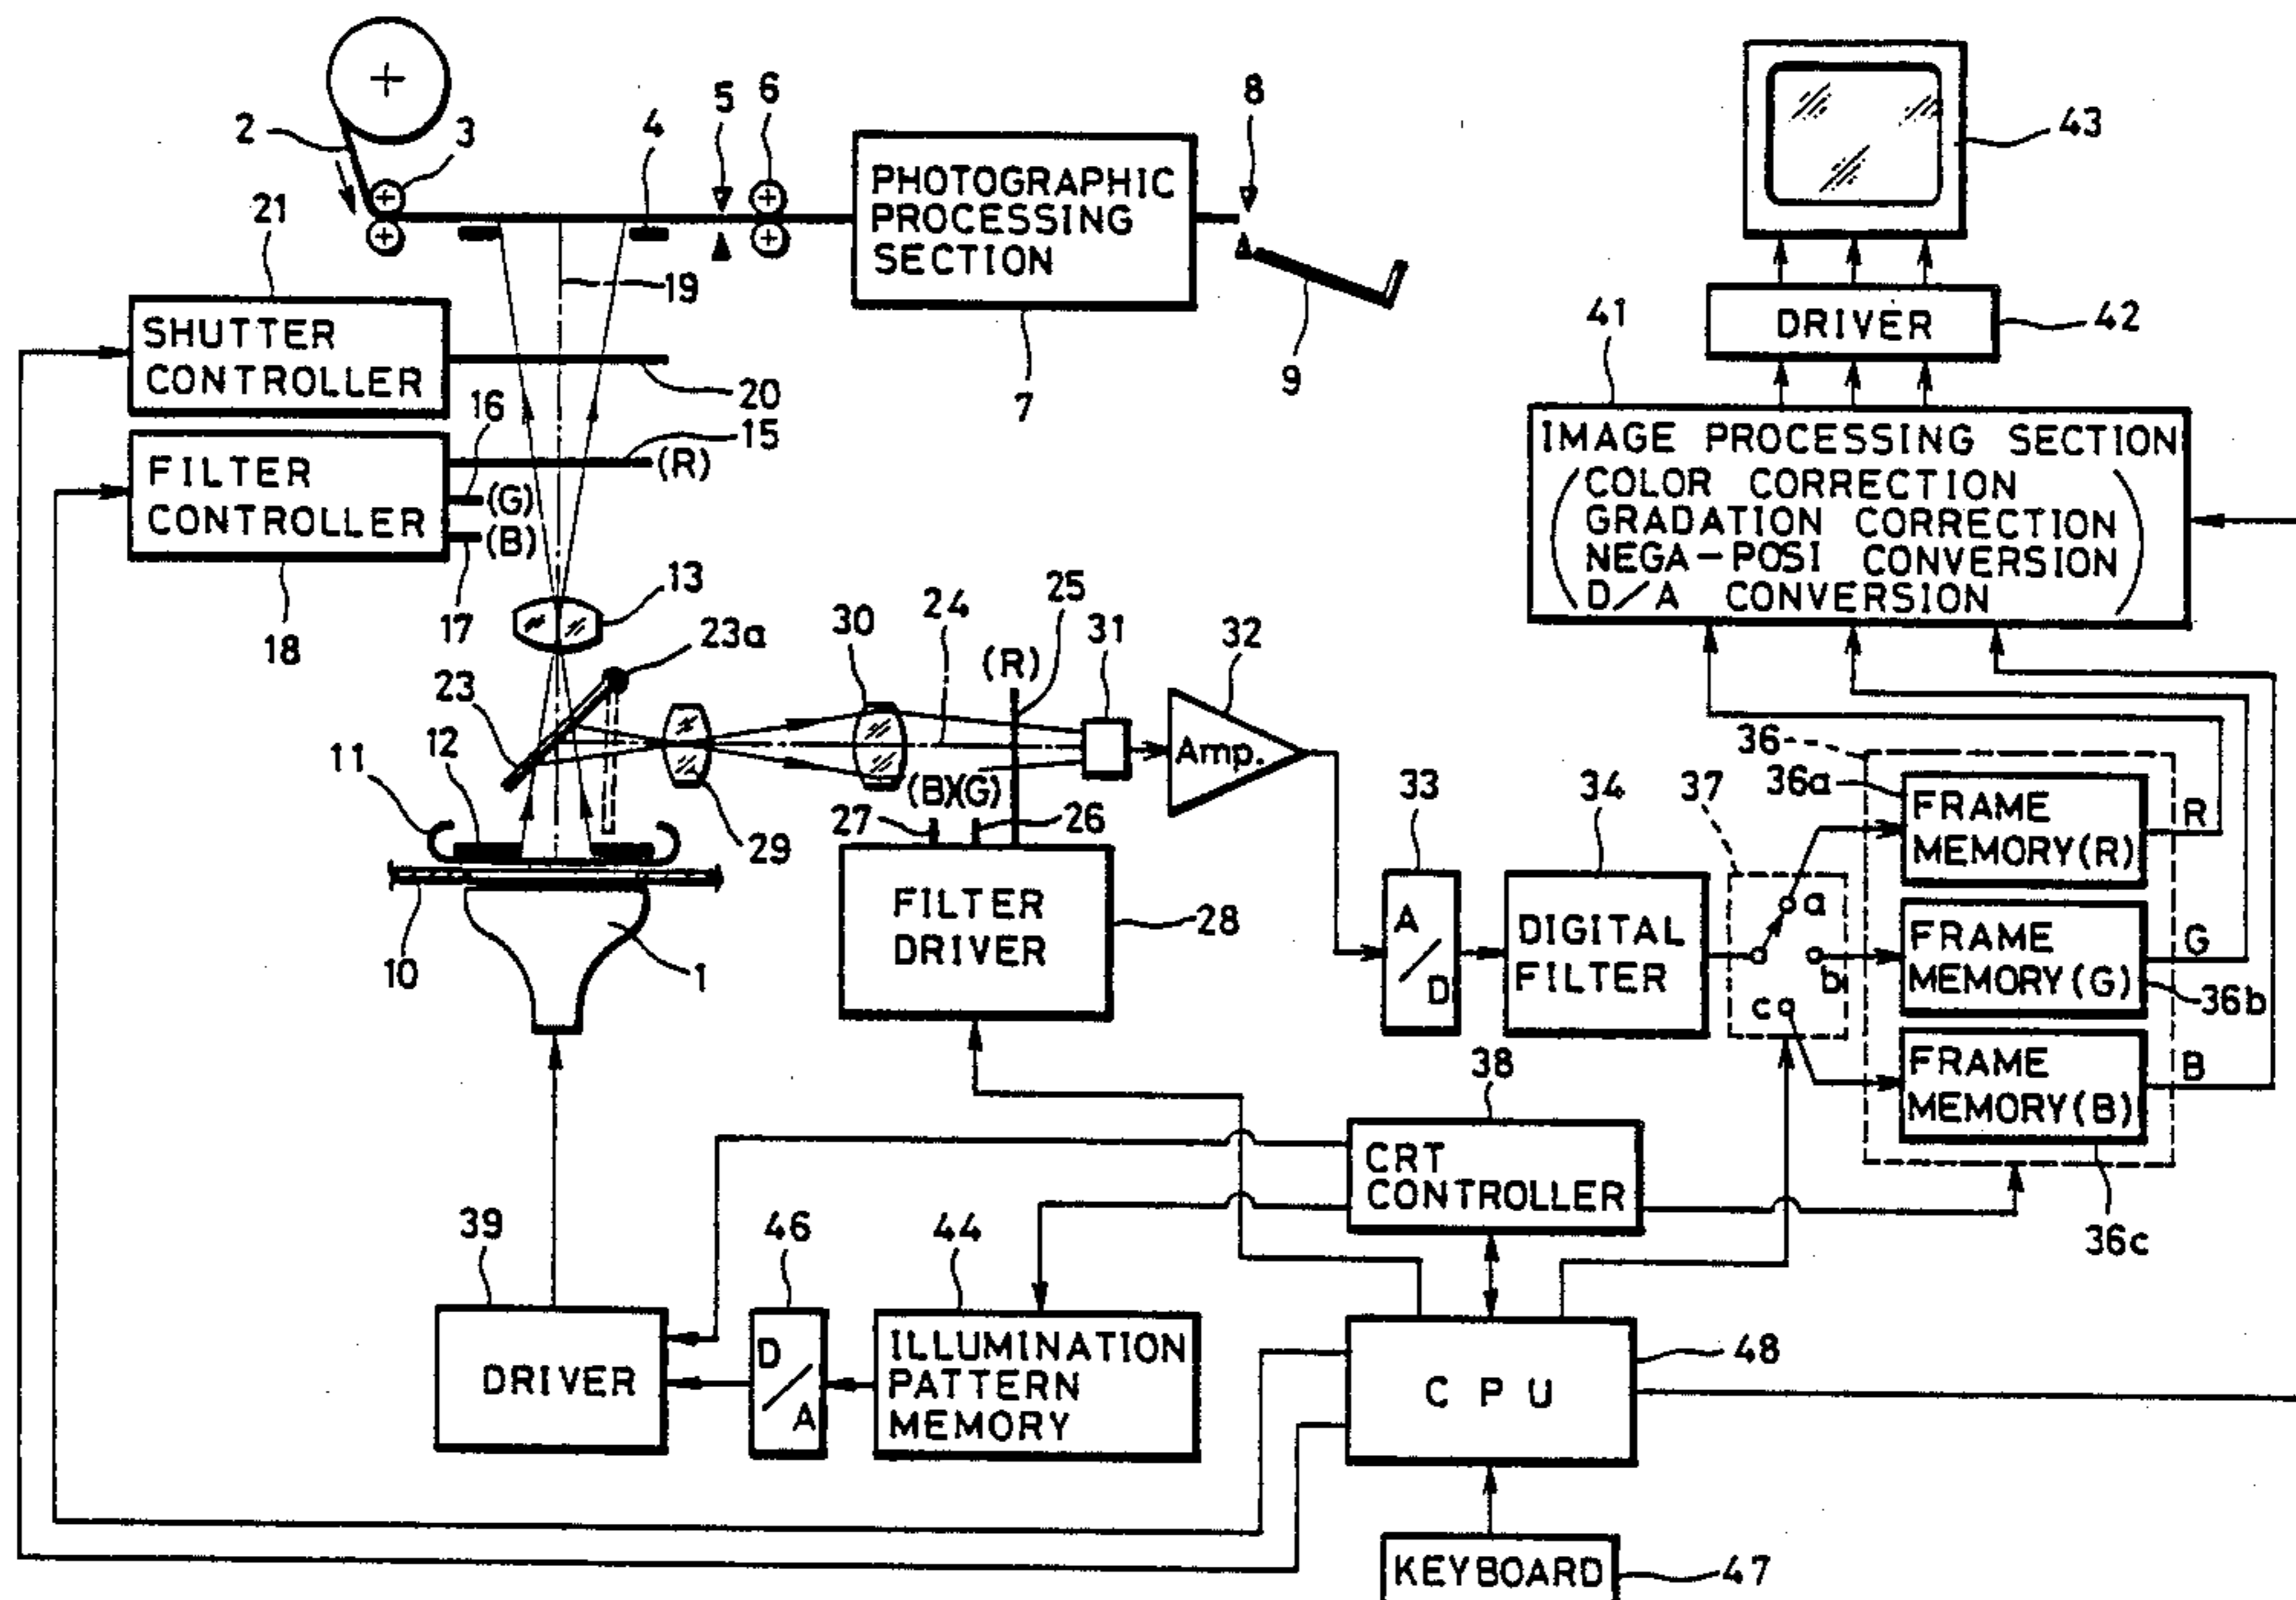 2
3
4
5
6
8
43
PHOTOGRAPHIC
PROCESSING
SECTION
21
19
7
9
41
DRIVER
42
SHUTTER
CONTROLLER
20
16
15
(R)
FILTER
CONTROLLER
(G)
(B)
17
18
IMAGE PROCESSING SECTION
COLOR CORRECTION
GRADATION CORRECTION
NEGA-POSI CONVERSION
D/A CONVERSION
13
23a
23
30
24
25
(R)
31
32
Amp.
12
11
29
(B)(G)
27
26
10
1
FILTER
DRIVER
28
33
A/D
34
DIGITAL
FILTER
37
a
b
c
36
36a
FRAME
MEMORY(R)
R
FRAME
MEMORY(G)
G
36b
FRAME
MEMORY(B)
B
36c
38
CRT
CONTROLLER
39
DRIVER
46
D/A
44
ILLUMINATION
PATTERN
MEMORY
CPU
48
KEYBOARD
47